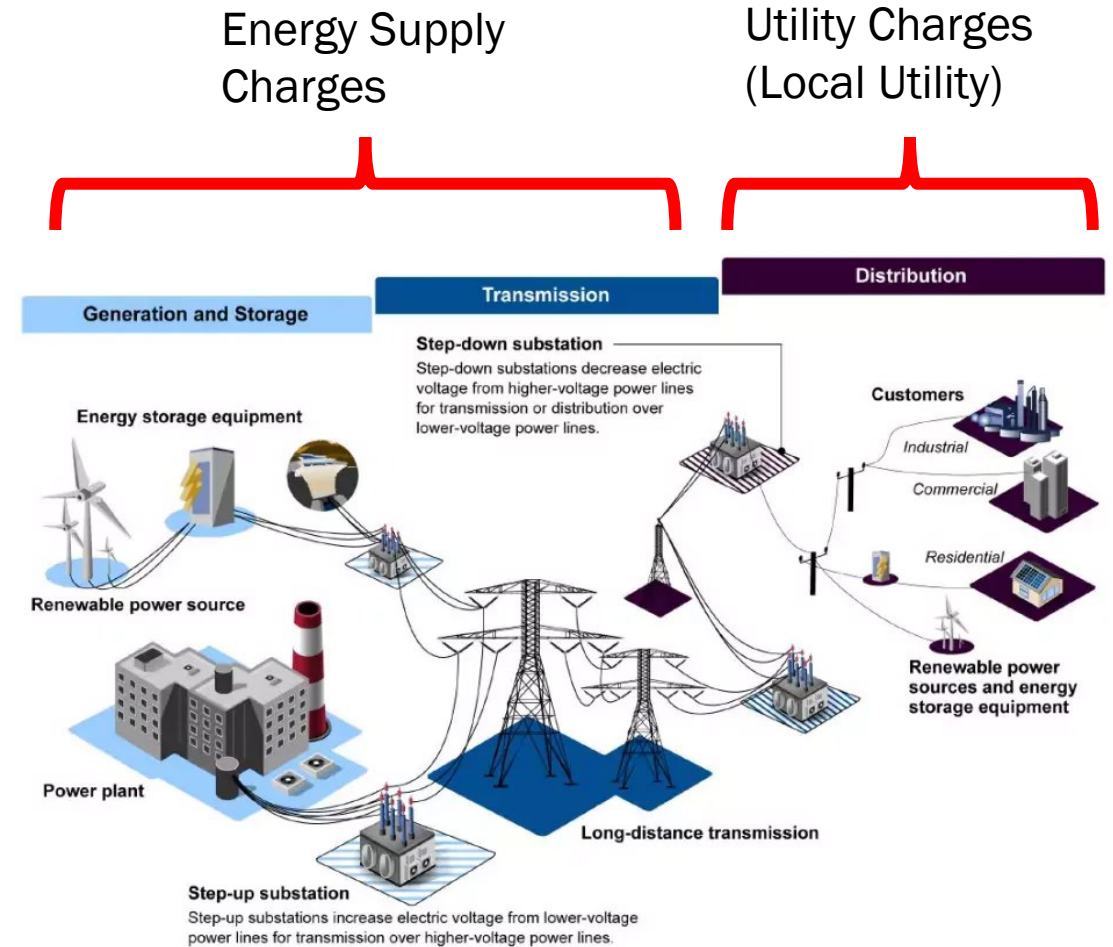 Energy Supply
Charges
Utility Charges
(Local Utility)
Generation and Storage
Transmission
Distribution
Step-down substation
Step-down substations decrease electric
voltage from higher-voltage power lines
for transmission or distribution over
lower-voltage power lines.
Energy storage equipment
Customers
Industrial
Commercial
Residential
Renewable power source
Renewable power
sources and energy
storage equipment
Power plant
Long-distance transmission
Step-up substation
Step-up substations increase electric voltage from lower-voltage
power lines for transmission over higher-voltage power lines.